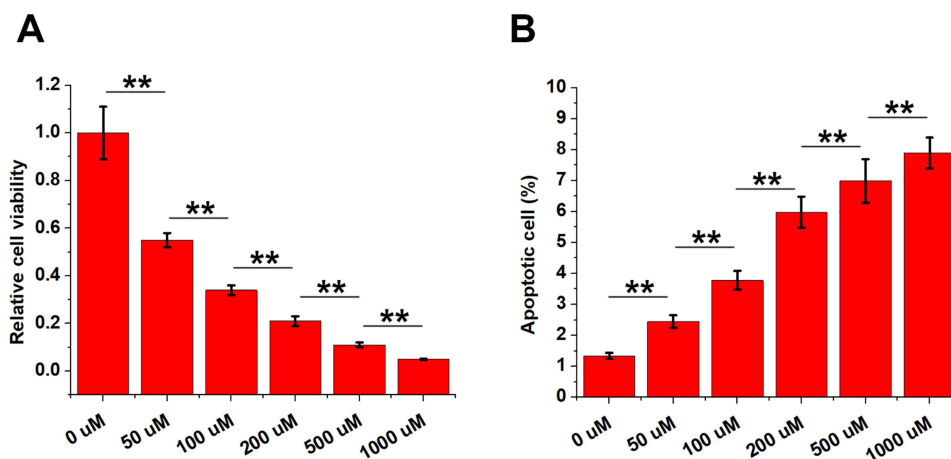 A
Relative cell viability
1.2
1.0
0.8
0.6
0.4
0.2
0.0
**
**
**
**
**
0 uM
50 uM
100 uM
200 uM
500 uM
1000 uM
B
Apoptotic cell (%)
10
9
8
7
6
5
4
3
2
1
0
**
**
**
**
**
0 uM
50 uM
100 uM
200 uM
500 uM
1000 uM